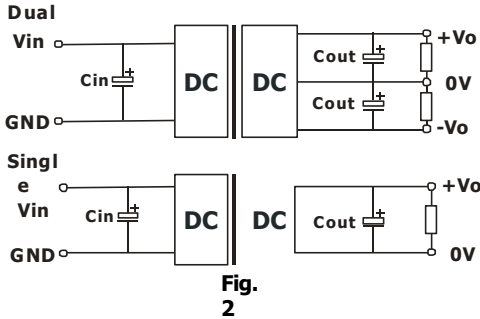 Dual
Vin
Cin
+
DC
DC
Cout
+
Cout
+
+Vo
0V
-Vo
GND
Singl
e
Vin
Cin
+
DC
DC
Cout
+
+Vo
0V
GND
Fig.
2